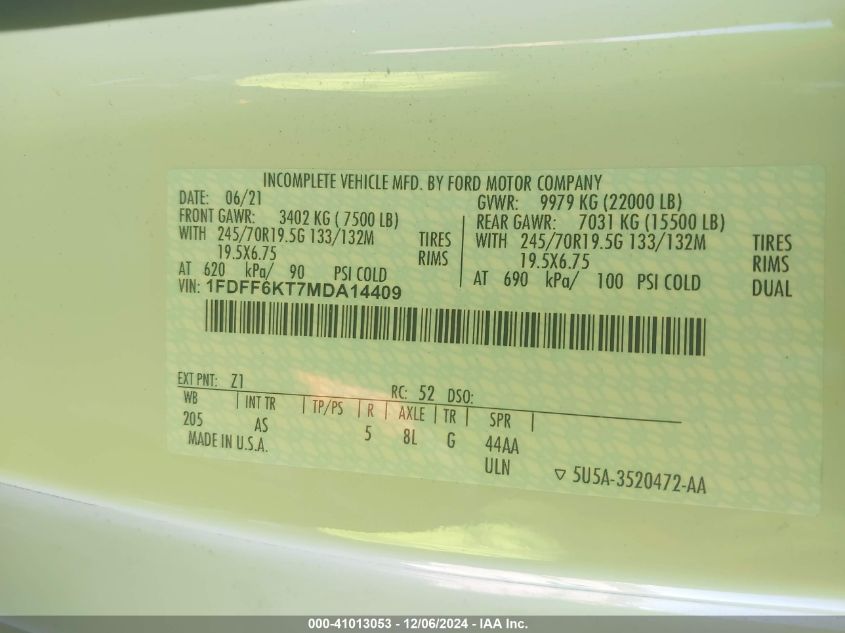 INCOMPLETE VEHICLE MFD. BY FORD MOTOR COMPANY
DATE: 06/21 GVWR: 9979 KG (22000 LB)
FRONT GAWR: 3402 KG ( 7500 LB) REAR GAWR: 7031 KG (15500 LB)
WITH 245/70R19.5G 133/132M TIRES WITH 245/70R19.5G 133/132M TIRES
19.5X6.75 RIMS 19.5X6.75 RIMS
AT 620 kPa/ 90 PSI COLD AT 690 kPa/ 100 PSI COLD DUAL
VIN: 1FDFF6KT7MDA14409
EXT PNT: Z1 RC: 52 DSO:
WB | INT TR | TP/PS | R | AXLE | TR | SPR |
205 AS 5 8L G 44AA
MADE IN U.S.A. ULN ▽ 5U5A-3520472-AA
000-41013053 - 12/06/2024 - IAA Inc.